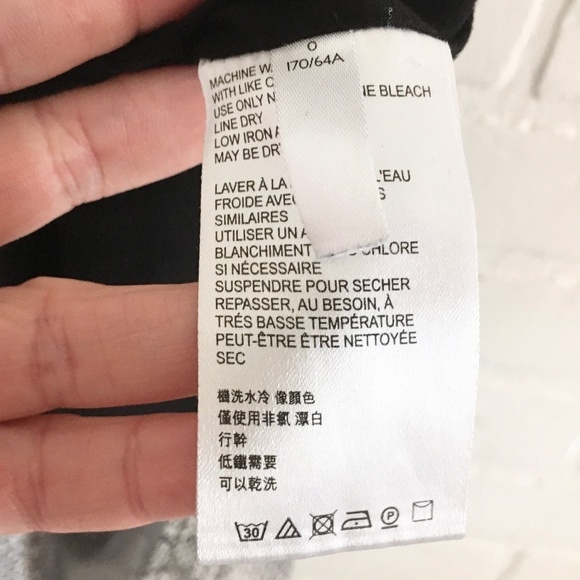 0
170/64A
MACHINE
WITH LIKE
USE ONLY NE BLEACH
LINE DRY
LOW IRON
MAY BE
LAVER À LA L'EAU
FROIDE S
SIMILAIRES
UTILISER UN
BLANCHIMENT CHLORE
SI NÉCESSAIRE
SUSPENDRE POUR SECHER
REPASSER, AU BESOIN, À
TRÉS BASSE TEMPÉRATURE
PEUT-ÊTRE ÊTRE NETTOYÉE
SEC
機洗水冷 像顏色
僅使用非氯 漂白
行幹
低鐵需要
可以乾洗
30 P